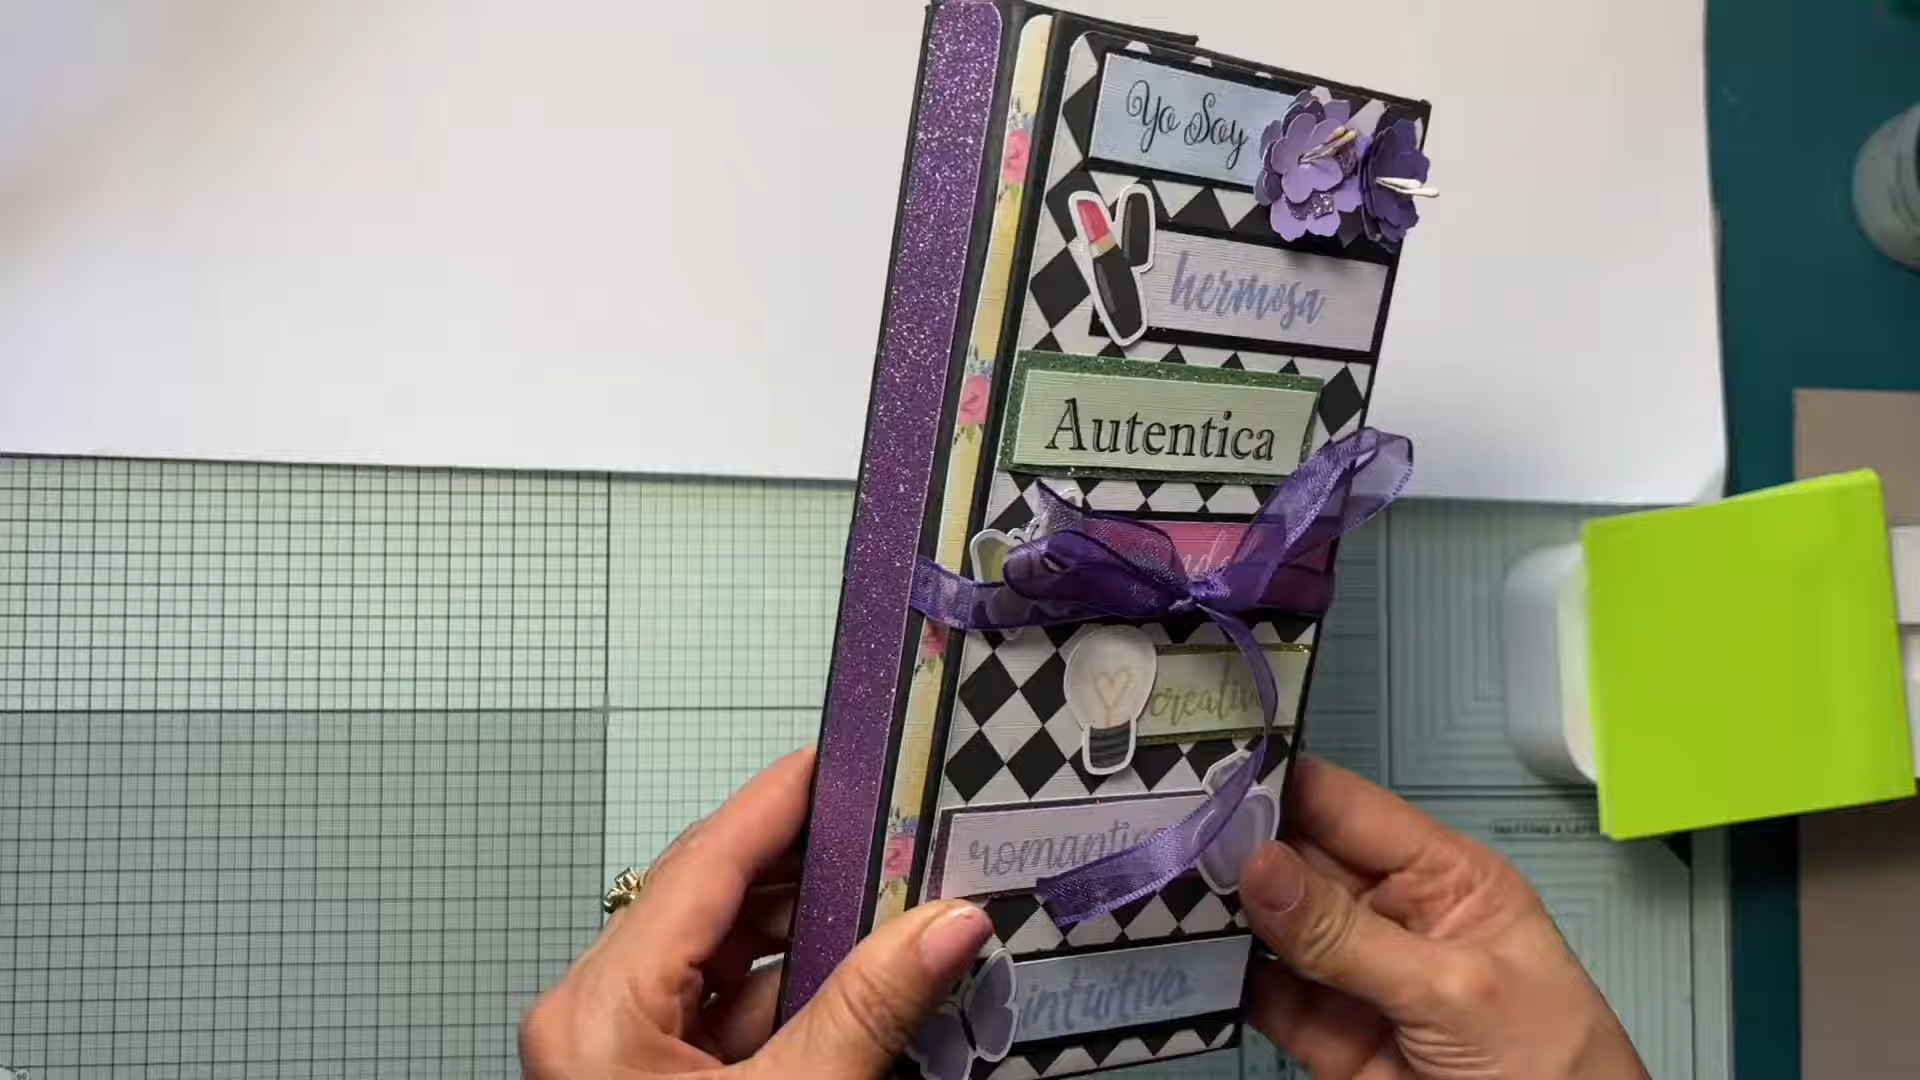 Yo Soy
hermosa
Autentica
creativa
romantica
intuitiva